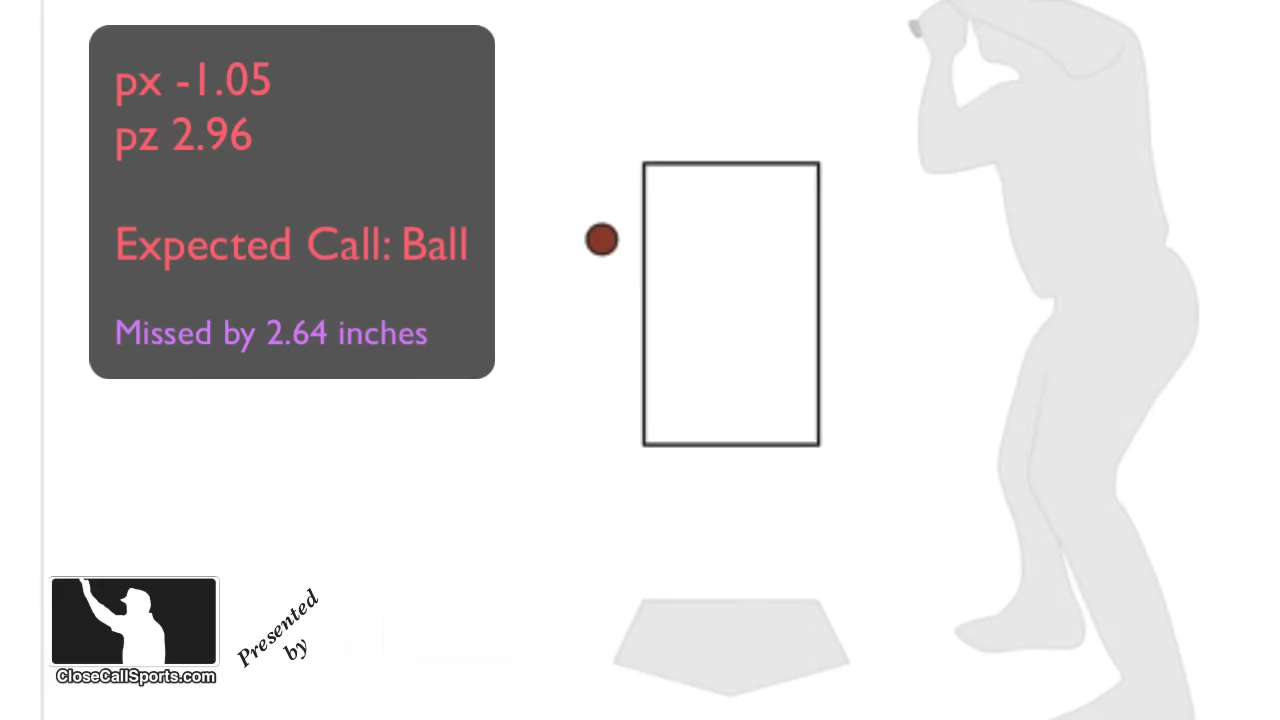 px -1.05
pz 2.96
Expected Call: Ball
Missed by 2.64 inches
Presented
by
CloseCallSports.com